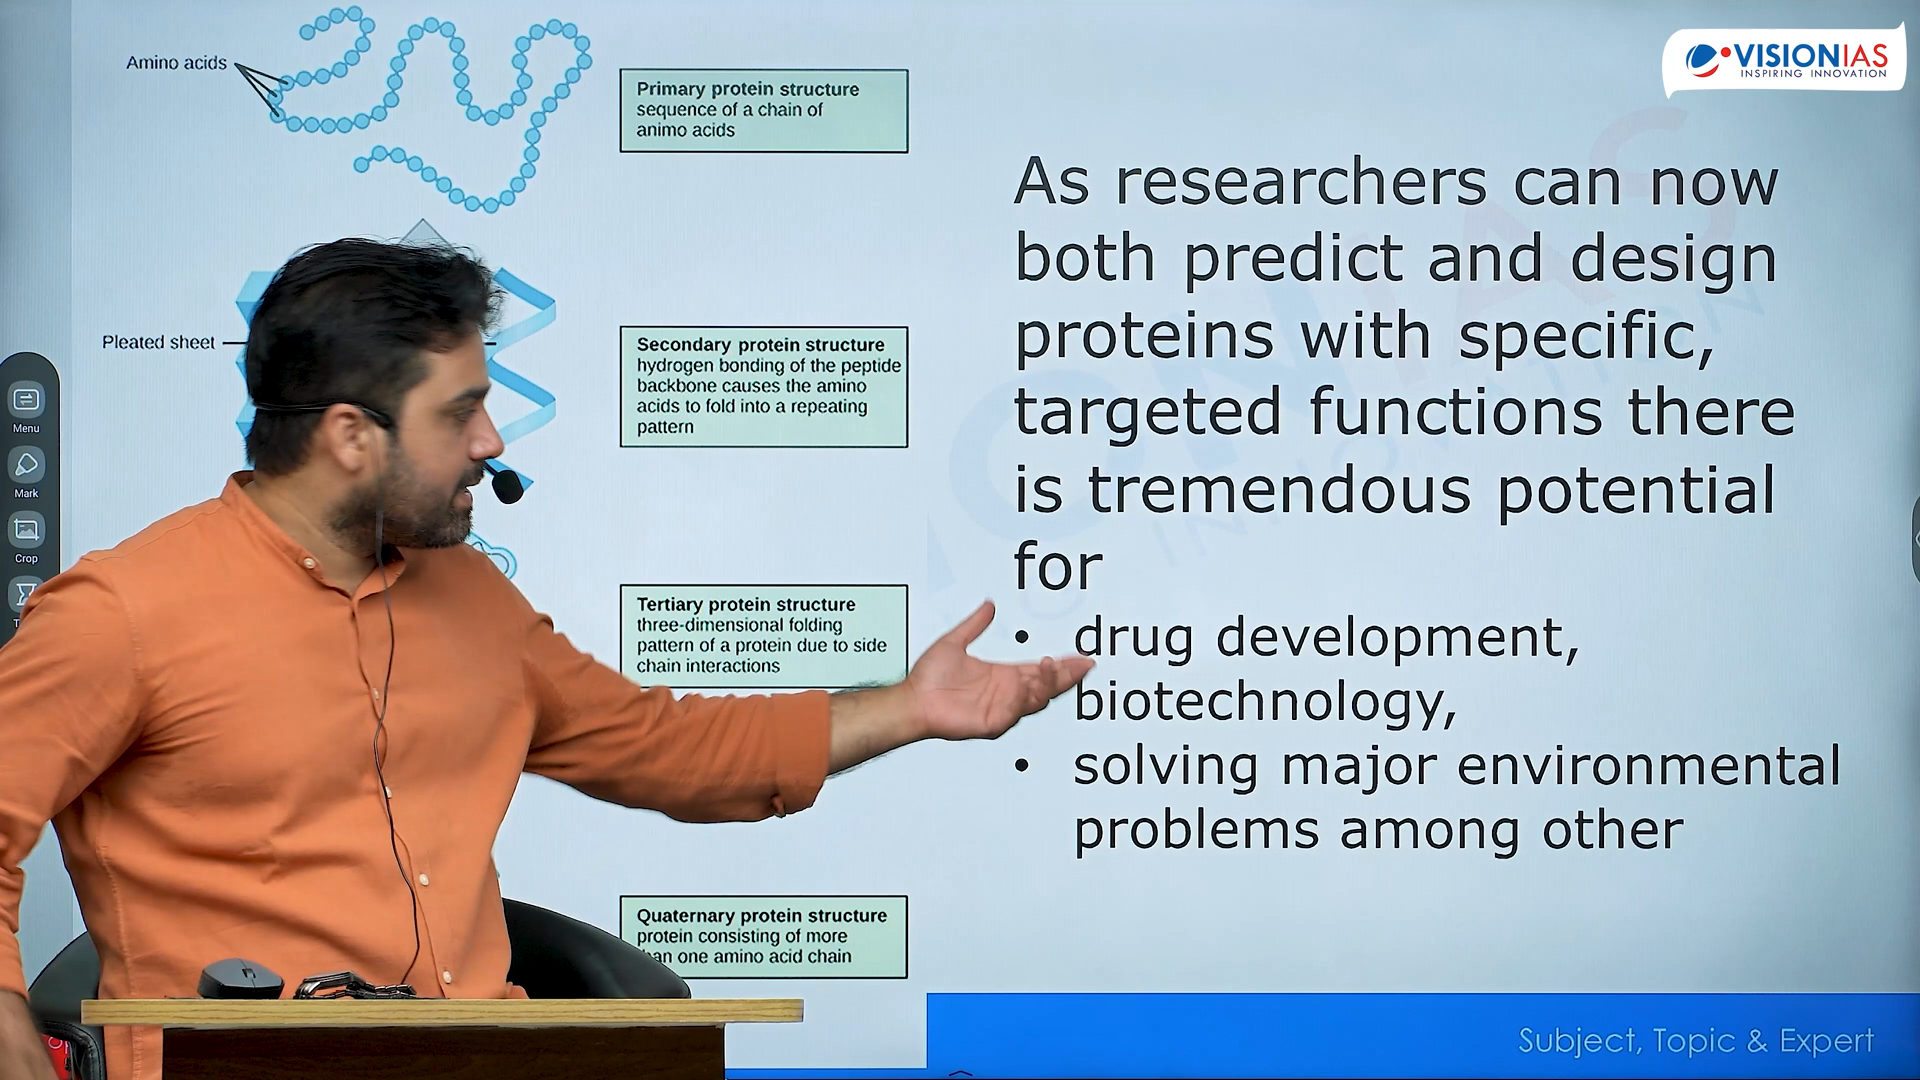 Amino acids
Primary protein structure
sequence of a chain of
animo acids
Pleated sheet
Secondary protein structure
hydrogen bonding of the peptide
backbone causes the amino
acids to fold into a repeating
pattern
Tertiary protein structure
three-dimensional folding
pattern of a protein due to side
chain interactions
Quaternary protein structure
protein consisting of more
an one amino acid chain
VISIONIAS
INSPIRING INNOVATION
As researchers can now
both predict and design
proteins with specific,
targeted functions there
is tremendous potential
for
• drug development,
biotechnology,
• solving major environmental
problems among other
Menu
Mark
Crop
Subject, Topic & Expert